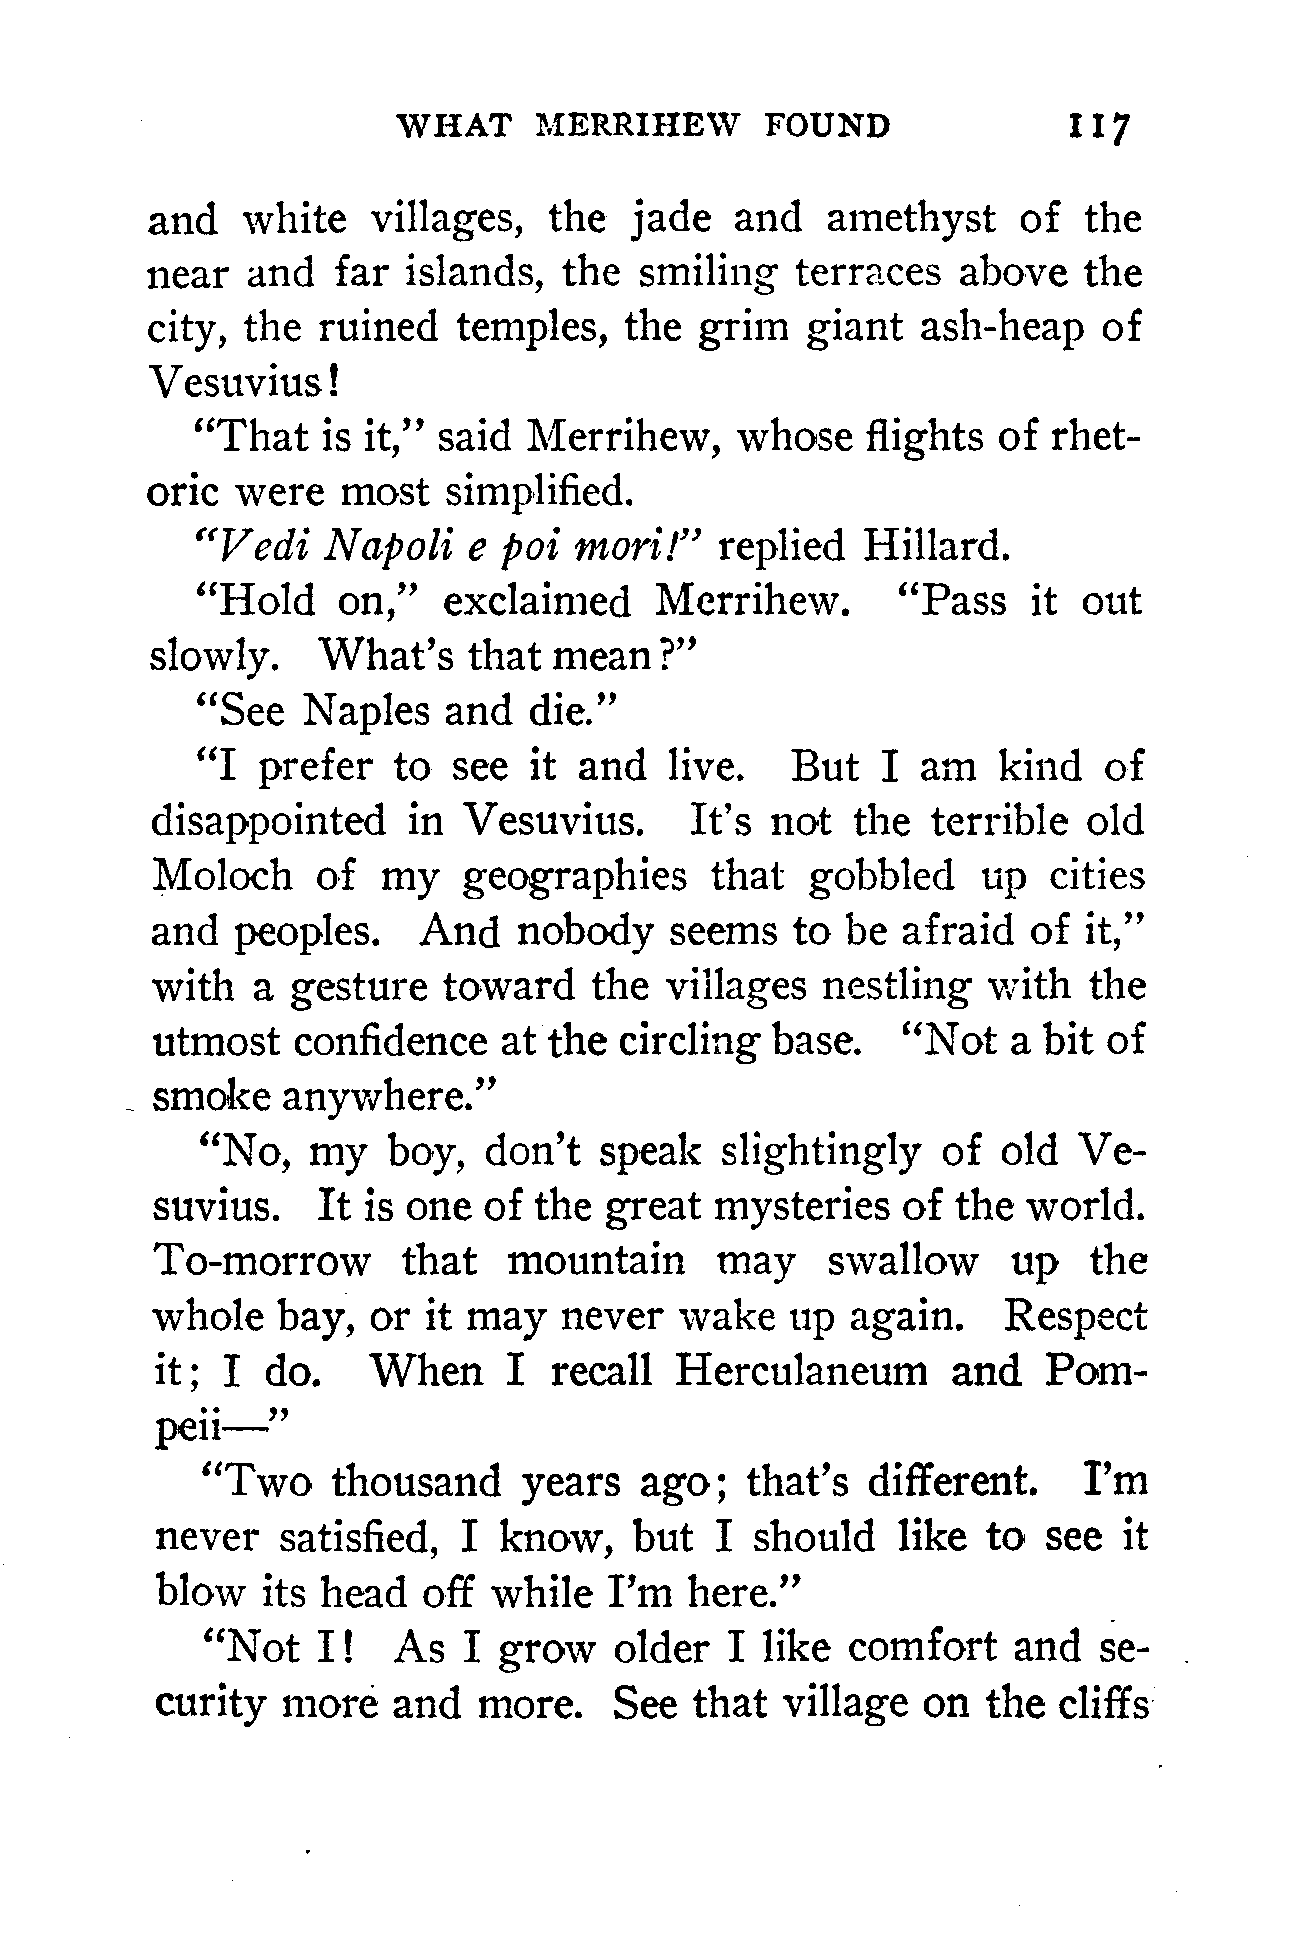 WHAT MERRIHEW FOUND 117
and white villages, the jade and amethyst of the
near and far islands, the smiling terraces above the
city, the ruined temples, the grim giant ash-heap of
Vesuvius!
“That is it,” said Merrihew, whose flights of rhet-
oric were most simplified.
“Vedi Napoli e poi mori!” replied Hillard.
“Hold on,” exclaimed Merrihew. “Pass it out
slowly. What’s that mean?”
“See Naples and die.”
“I prefer to see it and live. But I am kind of
disappointed in Vesuvius. It’s not the terrible old
Moloch of my geographies that gobbled up cities
and peoples. And nobody seems to be afraid of it,”
with a gesture toward the villages nestling with the
utmost confidence at the circling base. “Not a bit of
smoke anywhere.”
“No, my boy, don’t speak slightingly of old Ve-
suvius. It is one of the great mysteries of the world.
To-morrow that mountain may swallow up the
whole bay, or it may never wake up again. Respect
it; I do. When I recall Herculaneum and Pom-
peii—”
“Two thousand years ago; that’s different. I’m
never satisfied, I know, but I should like to see it
blow its head off while I’m here.”
“Not I! As I grow older I like comfort and se-
curity more and more. See that village on the cliffs